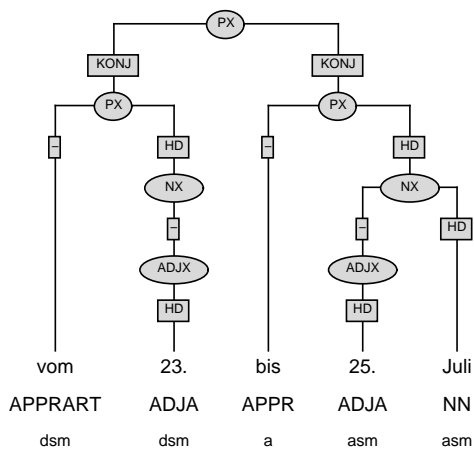 PX
KONJ KONJ
PX PX
– HD – HD
NX NX
– – HD
ADJX ADJX
HD HD
vom 23. bis 25. Juli
APPRART ADJA APPR ADJA NN
dsm dsm a asm asm